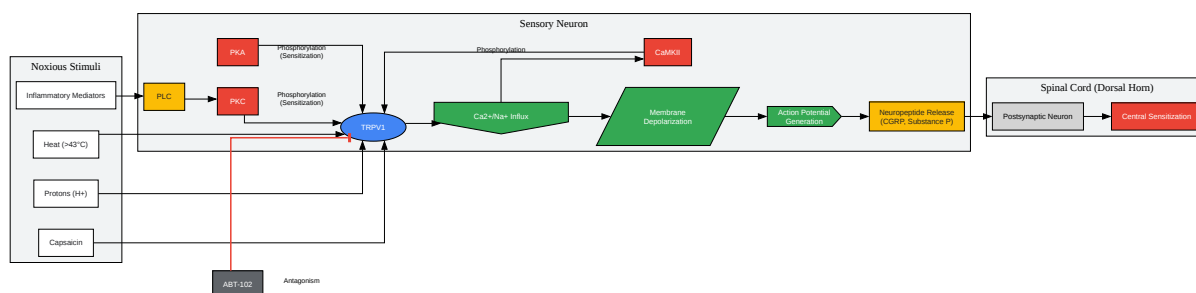 Sensory Neuron
Noxious Stimuli
Inflammatory Mediators
Heat (>43°C)
Protons (H+)
Capsaicin
PLC
PKA
Phosphorylation
(Sensitization)
PKC
Phosphorylation
(Sensitization)
TRPV1
Phosphorylation
CaMKII
Ca2+/Na+ Influx
Membrane
Depolarization
Action Potential
Generation
Neuropeptide Release
(CGRP, Substance P)
Spinal Cord (Dorsal Horn)
Postsynaptic Neuron
Central Sensitization
ABT-102
Antagonism